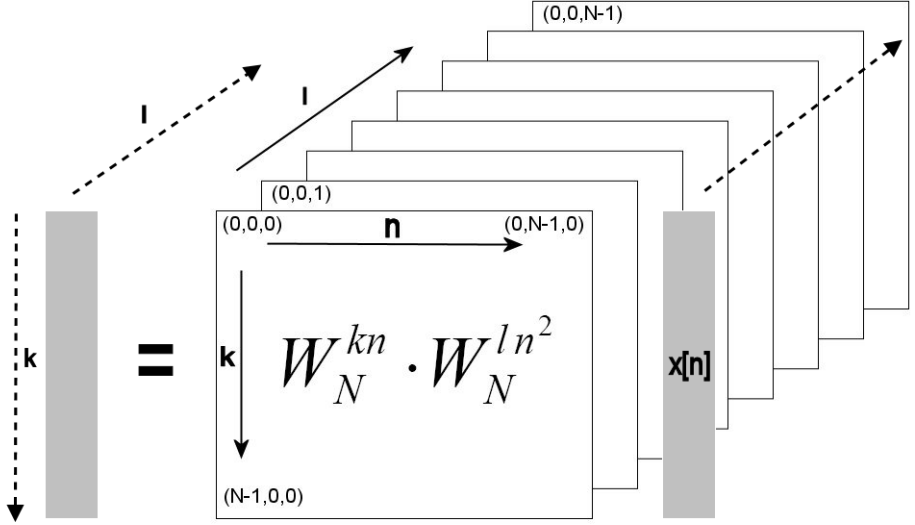 (0,0,N-1)
l
l
(0,0,1)
(0,0,0) n (0,N-1,0)
k = k W_N^{kn} · W_N^{ln^2} x[n]
(N-1,0,0)